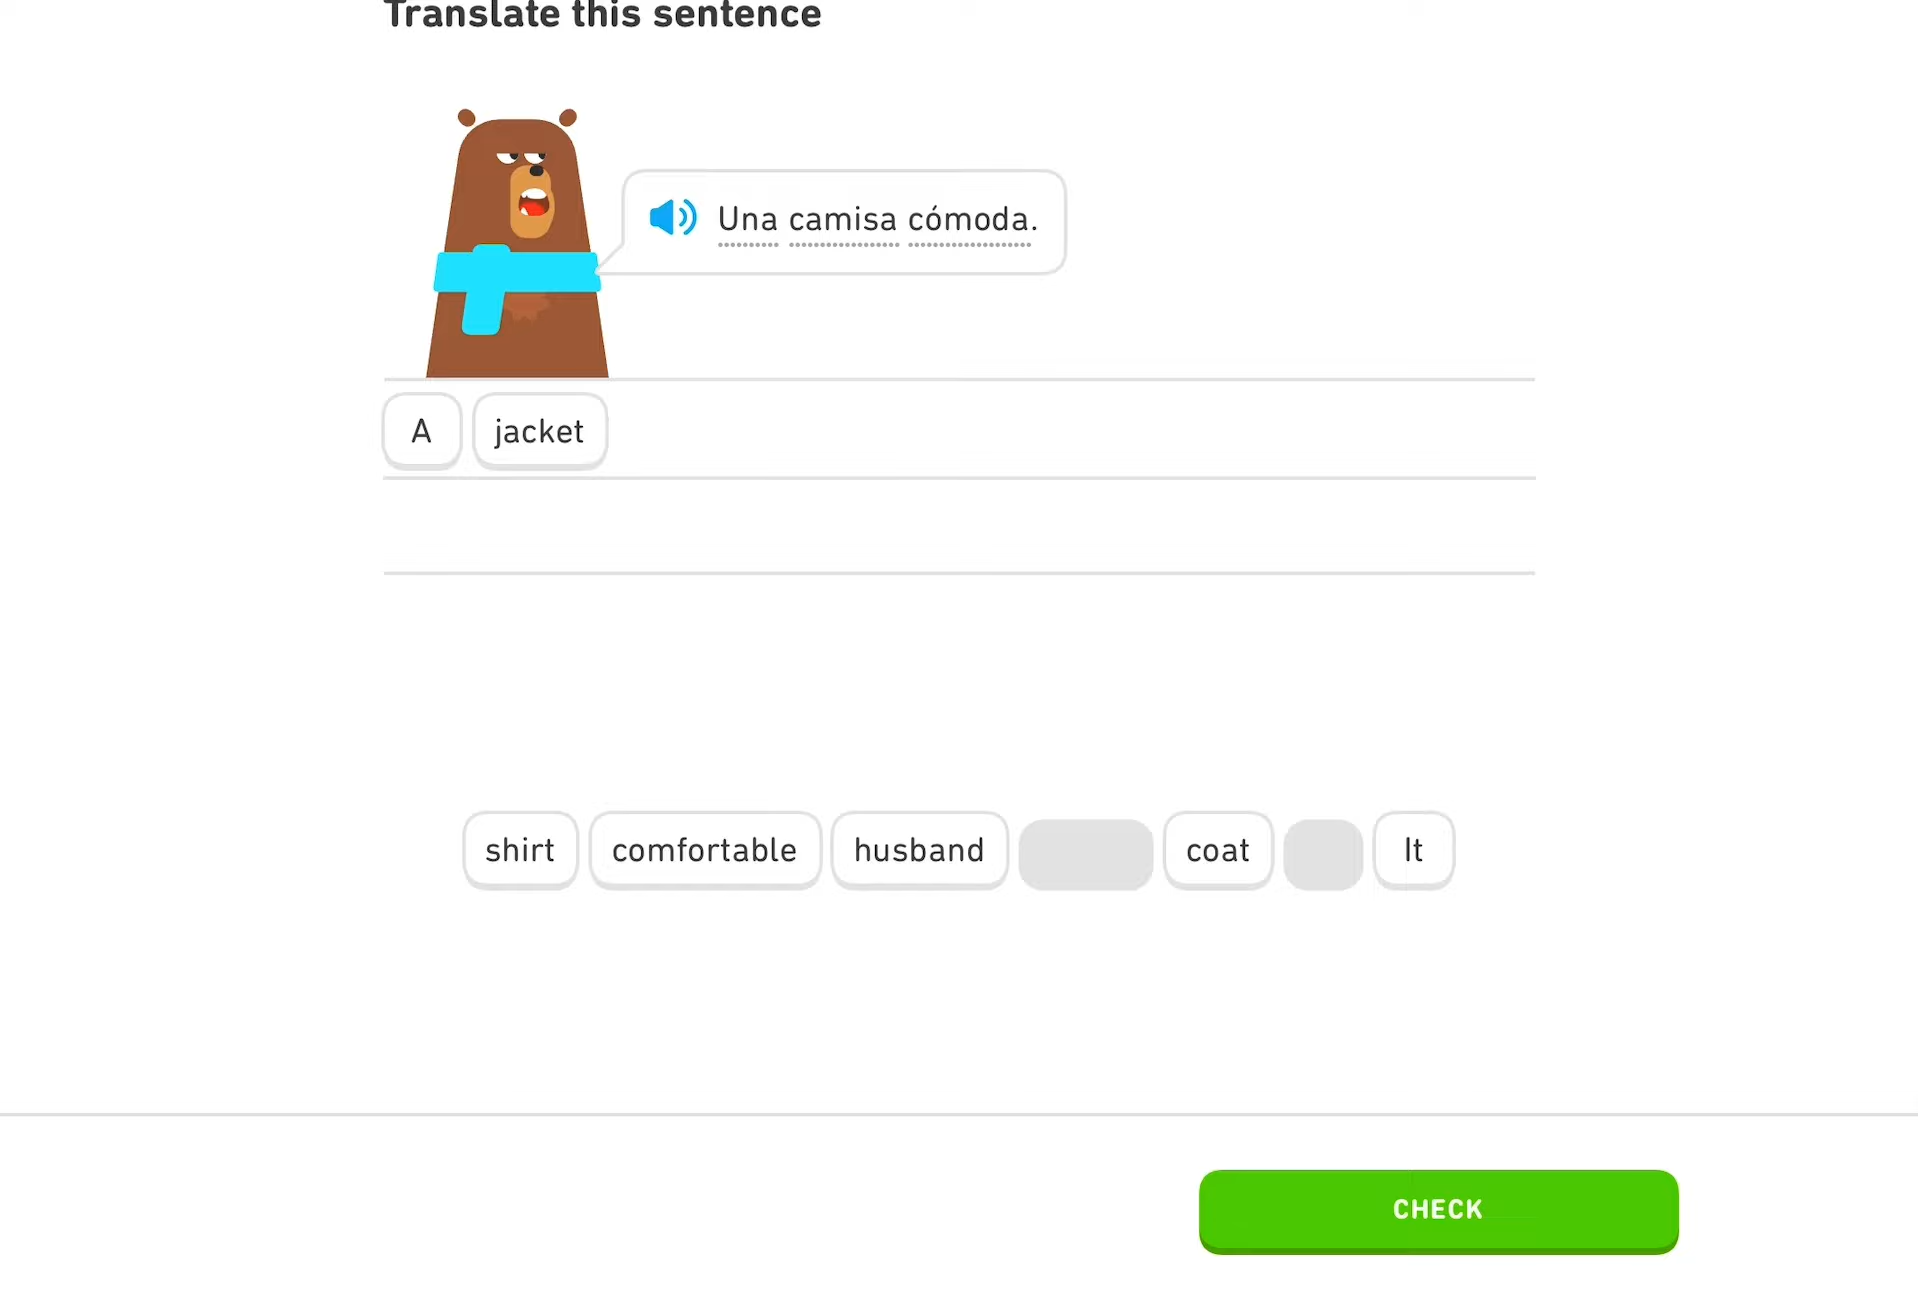 Translate this sentence
Una camisa cómoda.
A jacket
shirt comfortable husband coat It
CHECK